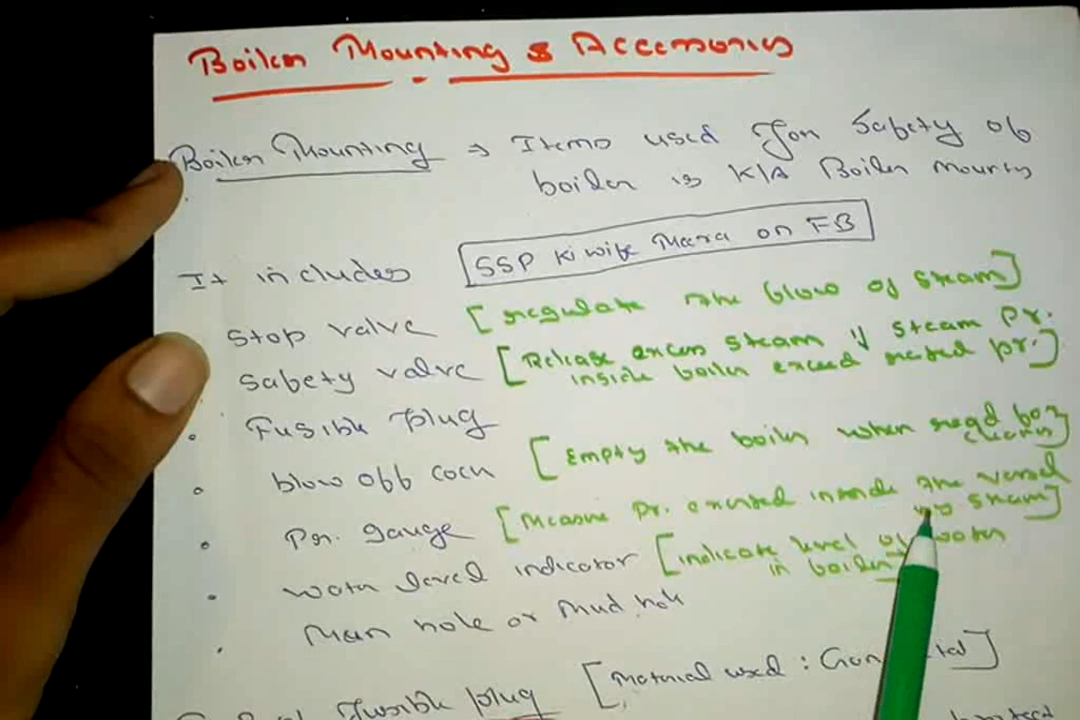 Boiler Mounting & Accessories
Boiler Mounting → Items used for Safety of
boiler is K/A Boiler mounting
It includes [SSP ki wife Meera on FB]
Stop valve [regulate the flow of steam]
Safety valve [Release excess steam if steam pr.
inside boiler exceed rated pr.]
• Fusible plug
• blow off cock [Empty the boiler when reqd for
cleaning]
• Pr. gauge [Measure Pr. exerted inside the vessel
by steam]
• water level indicator [indicate level of water
in boiler]
• Man hole or Mud hole
Fusible plug [Material used : Gun